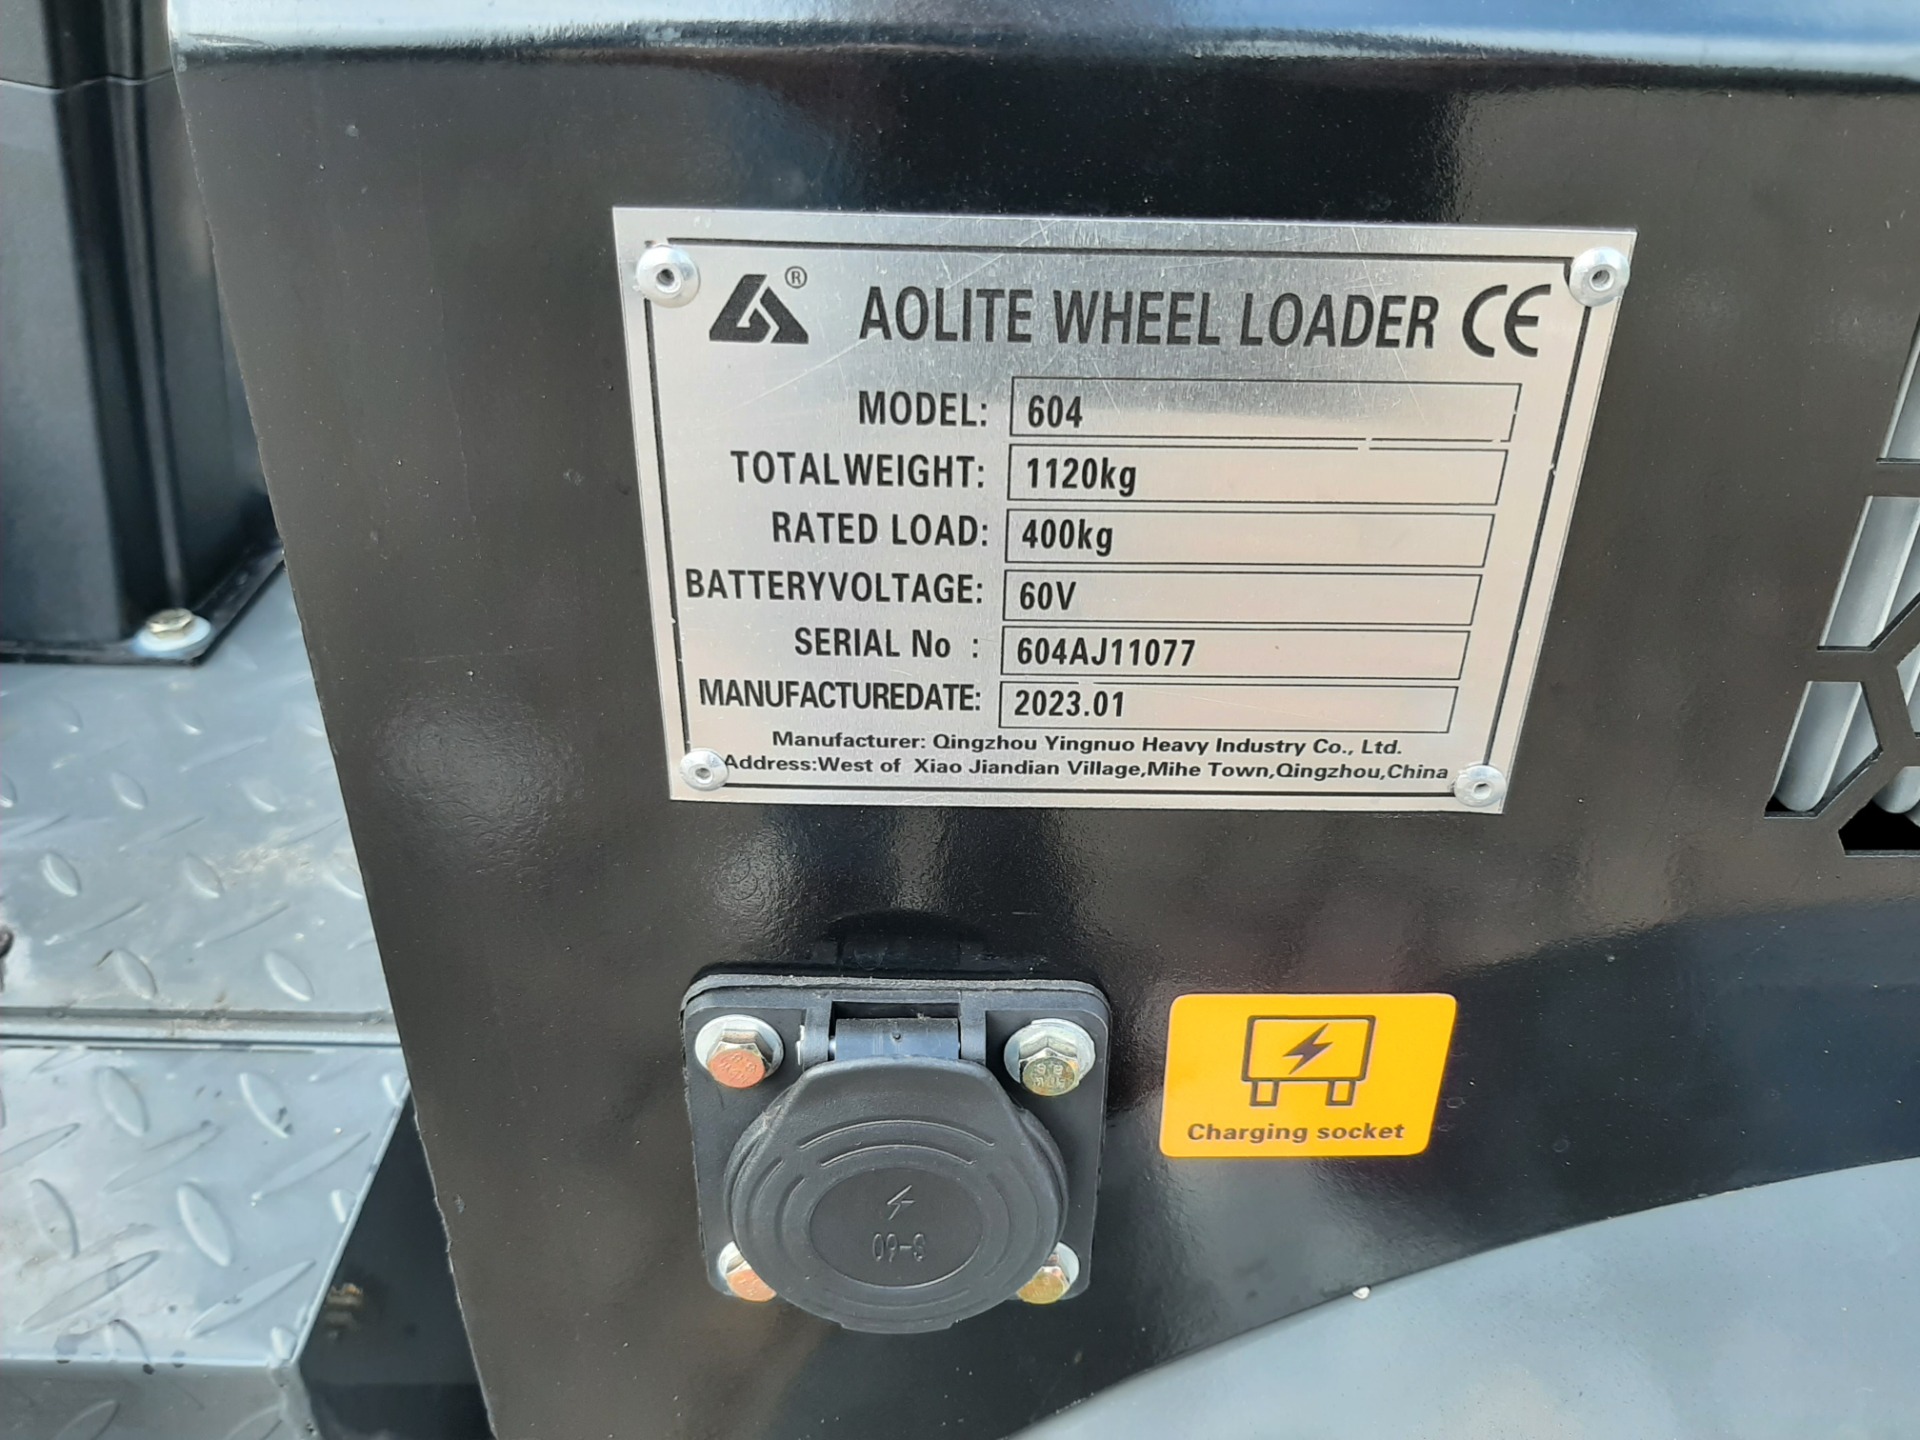 ® AOLITE WHEEL LOADER CE
MODEL: 604
TOTALWEIGHT: 1120kg
RATED LOAD: 400kg
BATTERYVOLTAGE: 60V
SERIAL No : 604AJ11077
MANUFACTUREDATE: 2023.01
Manufacturer: Qingzhou Yingnuo Heavy Industry Co., Ltd.
Address:West of Xiao Jiandian Village,Mihe Town,Qingzhou,China
Charging socket
8.8